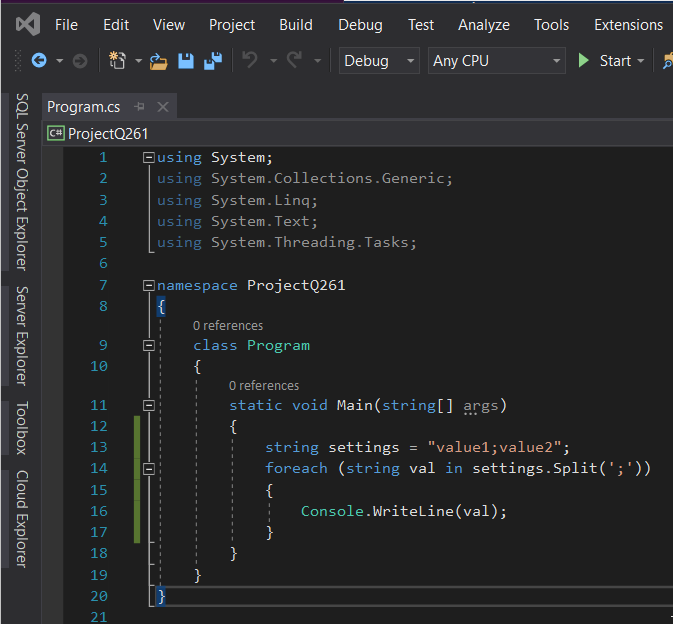 File Edit View Project Build Debug Test Analyze Tools Extensions
Debug Any CPU Start
Program.cs
C# ProjectQ261
SQL Server Object Explorer
Server Explorer
Toolbox
Cloud Explorer
1 using System;
2 using System.Collections.Generic;
3 using System.Linq;
4 using System.Text;
5 using System.Threading.Tasks;
6
7 namespace ProjectQ261
8 {
0 references
9 class Program
10 {
0 references
11 static void Main(string[] args)
12 {
13 string settings = "value1;value2";
14 foreach (string val in settings.Split(';'))
15 {
16 Console.WriteLine(val);
17 }
18 }
19 }
20 }
21